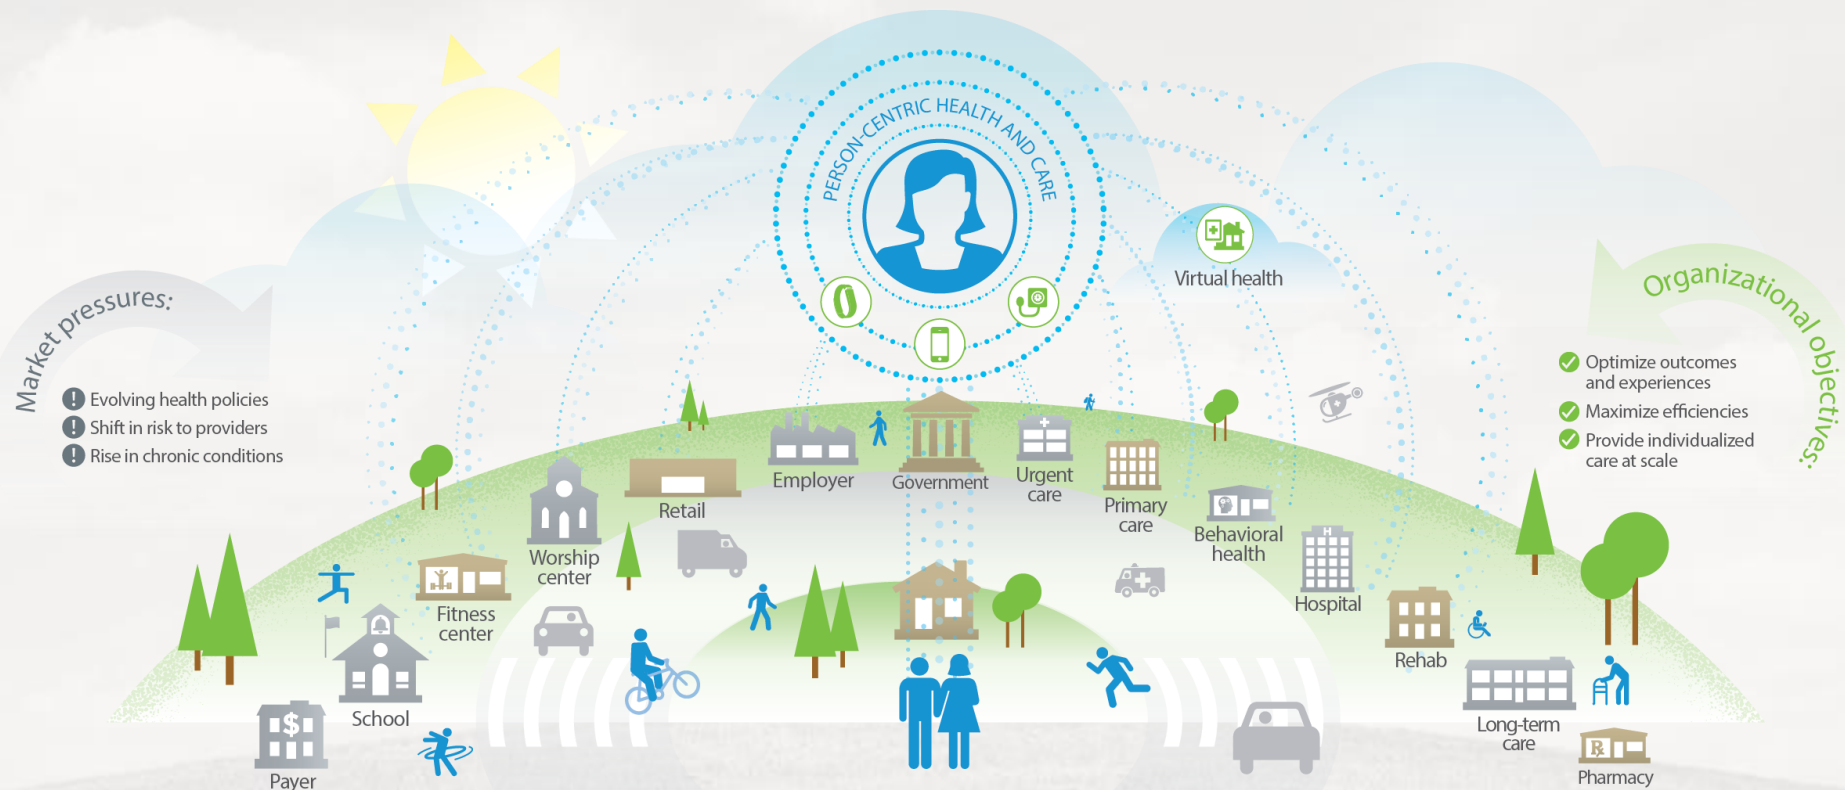 PERSON-CENTRIC HEALTH AND CARE
Virtual health
Market pressures:
! Evolving health policies
! Shift in risk to providers
! Rise in chronic conditions
Organizational objectives:
Optimize outcomes
and experiences
Maximize efficiencies
Provide individualized
care at scale
Payer
$
School
Fitness
center
Worship
center
Retail
Employer
Government
Urgent
care
Primary
care
Behavioral
health
H
Hospital
Rehab
Long-term
care
Rx
Pharmacy